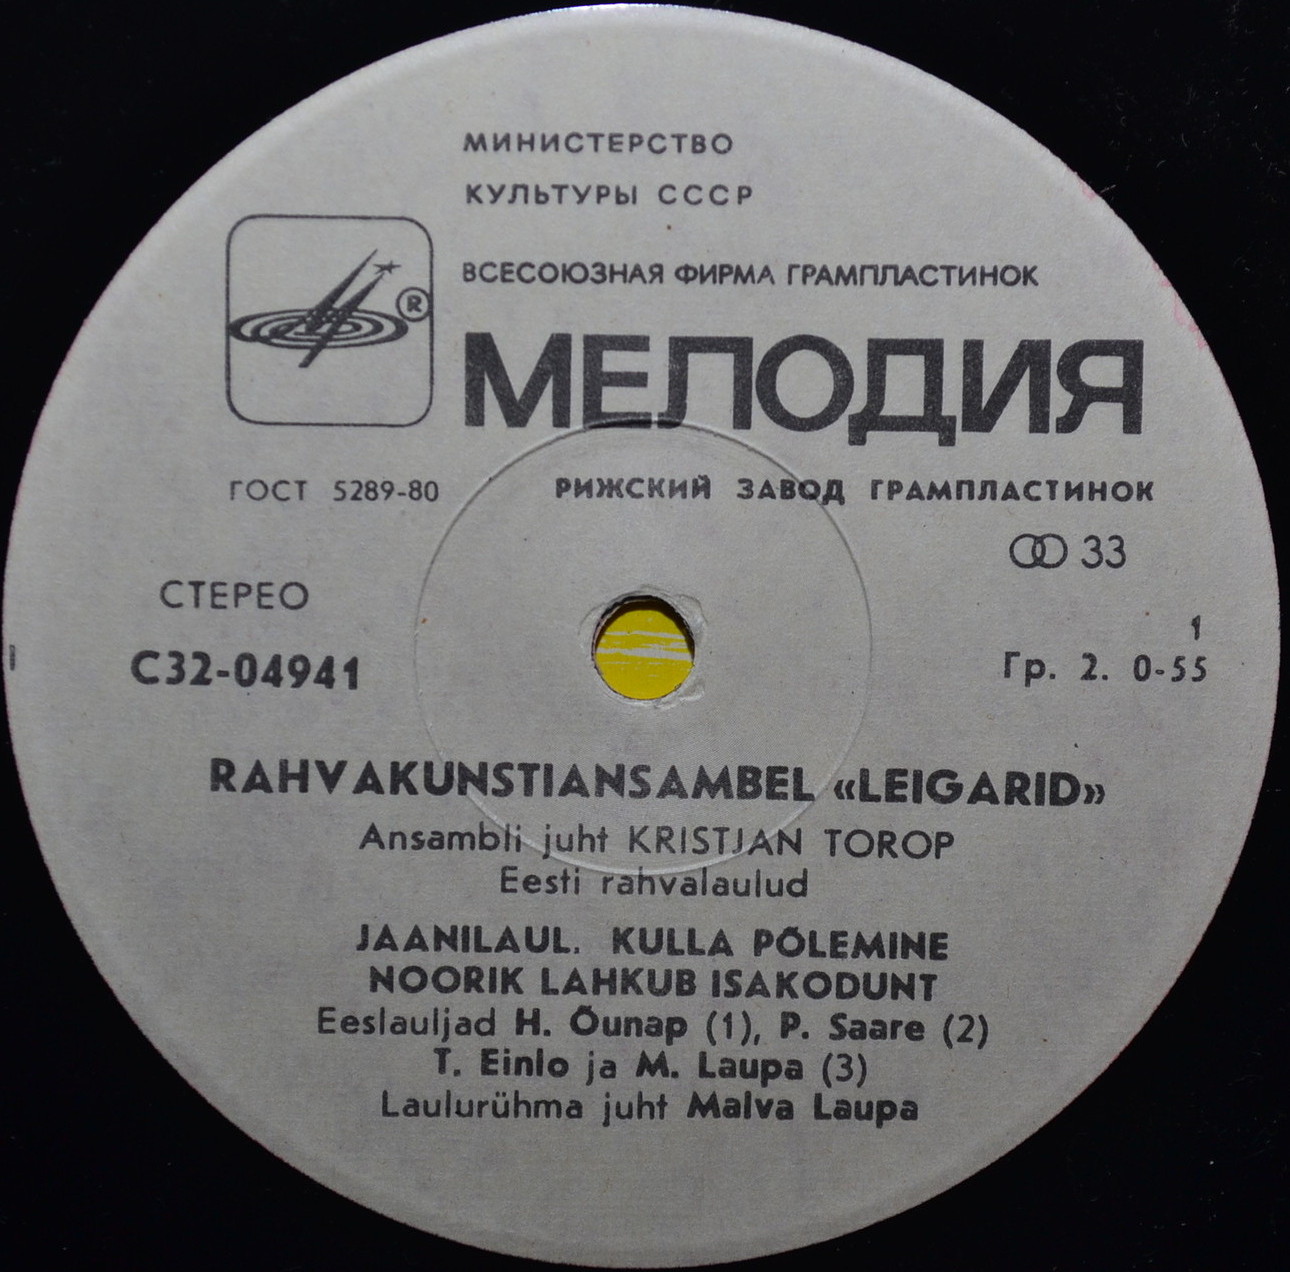 МИНИСТЕРСТВО
КУЛЬТУРЫ СССР
ВСЕСОЮЗНАЯ ФИРМА ГРАМПЛАСТИНОК
®
МЕЛОДИЯ
ГОСТ 5289-80
РИЖСКИЙ ЗАВОД ГРАМПЛАСТИНОК
33
СТЕРЕО
1
С32-04941
Гр. 2. 0-55
RAHVAKUNSTIANSAMBEL «LEIGARID»
Ansambli juht KRISTJAN TOROP
Eesti rahvalaulud
JAANILAUL. KULLA PÕLEMINE
NOORIK LAHKUB ISAKODUNT
Eeslauljad H. Õunap (1), P. Saare (2)
T. Einlo ja M. Laupa (3)
Laulurühma juht Malva Laupa